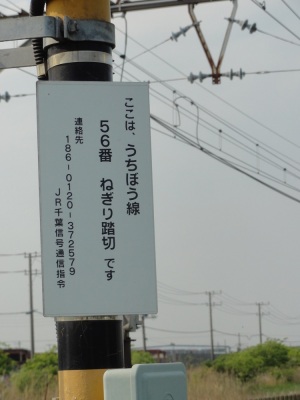 ここは、うちぼう線
56番 ねぎり踏切 です
連絡先
186-0120-372579
JR千葉信号通信指令